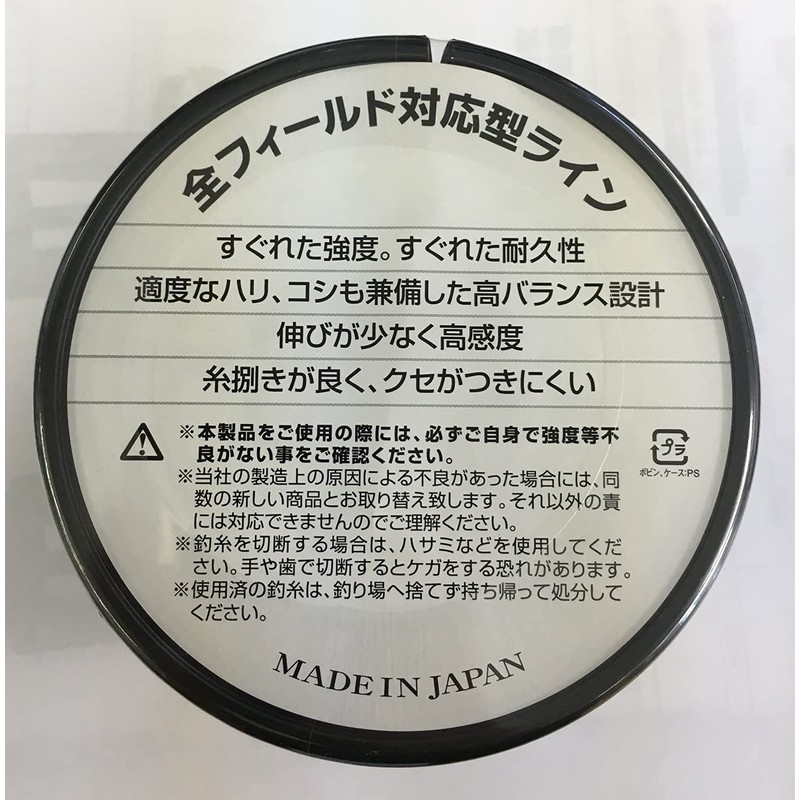 全フィールド対応型ライン
すぐれた強度。すぐれた耐久性
適度なハリ、コシも兼備した高バランス設計
伸びが少なく高感度
糸捌きが良く、クセがつきにくい
※本製品をご使用の際には、必ずご自身で強度等不
良がない事をご確認ください。
プラ
ボビン、ケース:PS
※当社の製造上の原因による不良があった場合には、同
数の新しい商品とお取り替え致します。それ以外の責
には対応できませんのでご理解ください。
※釣糸を切断する場合は、ハサミなどを使用してくだ
さい。手や歯で切断するとケガをする恐れがあります。
※使用済の釣糸は、釣り場へ捨てず持ち帰って処分して
ください。
MADE IN JAPAN